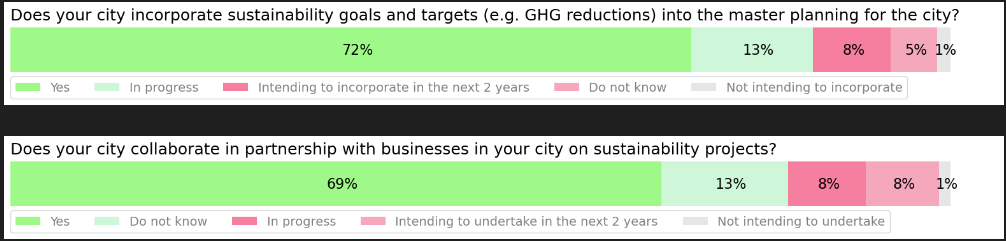 Does your city incorporate sustainability goals and targets (e.g. GHG reductions) into the master planning for the city?
72% 13% 8% 5% 1%
Yes In progress Intending to incorporate in the next 2 years Do not know Not intending to incorporate
Does your city collaborate in partnership with businesses in your city on sustainability projects?
69% 13% 8% 8% 1%
Yes Do not know In progress Intending to undertake in the next 2 years Not intending to undertake